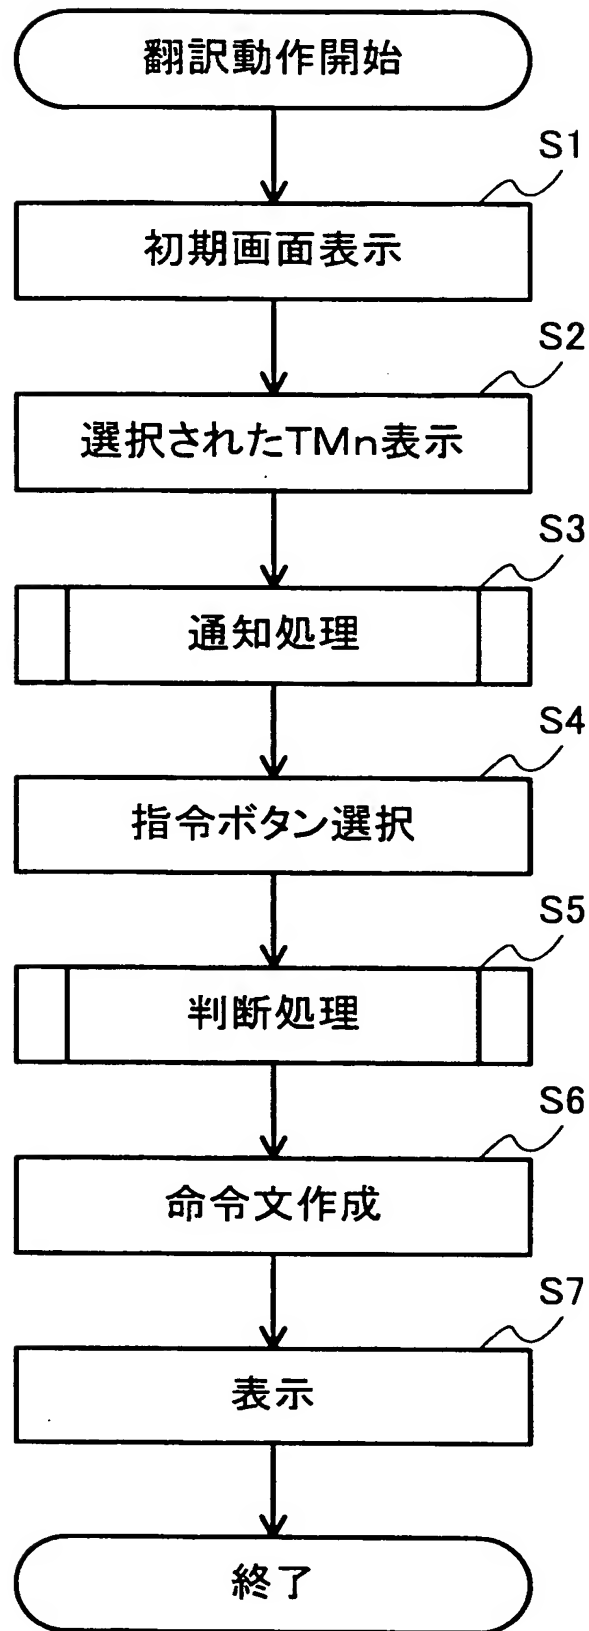 翻訳動作開始
S1
初期画面表示
S2
選択されたTMn表示
S3
通知処理
S4
指令ボタン選択
S5
判断処理
S6
命令文作成
S7
表示
終了